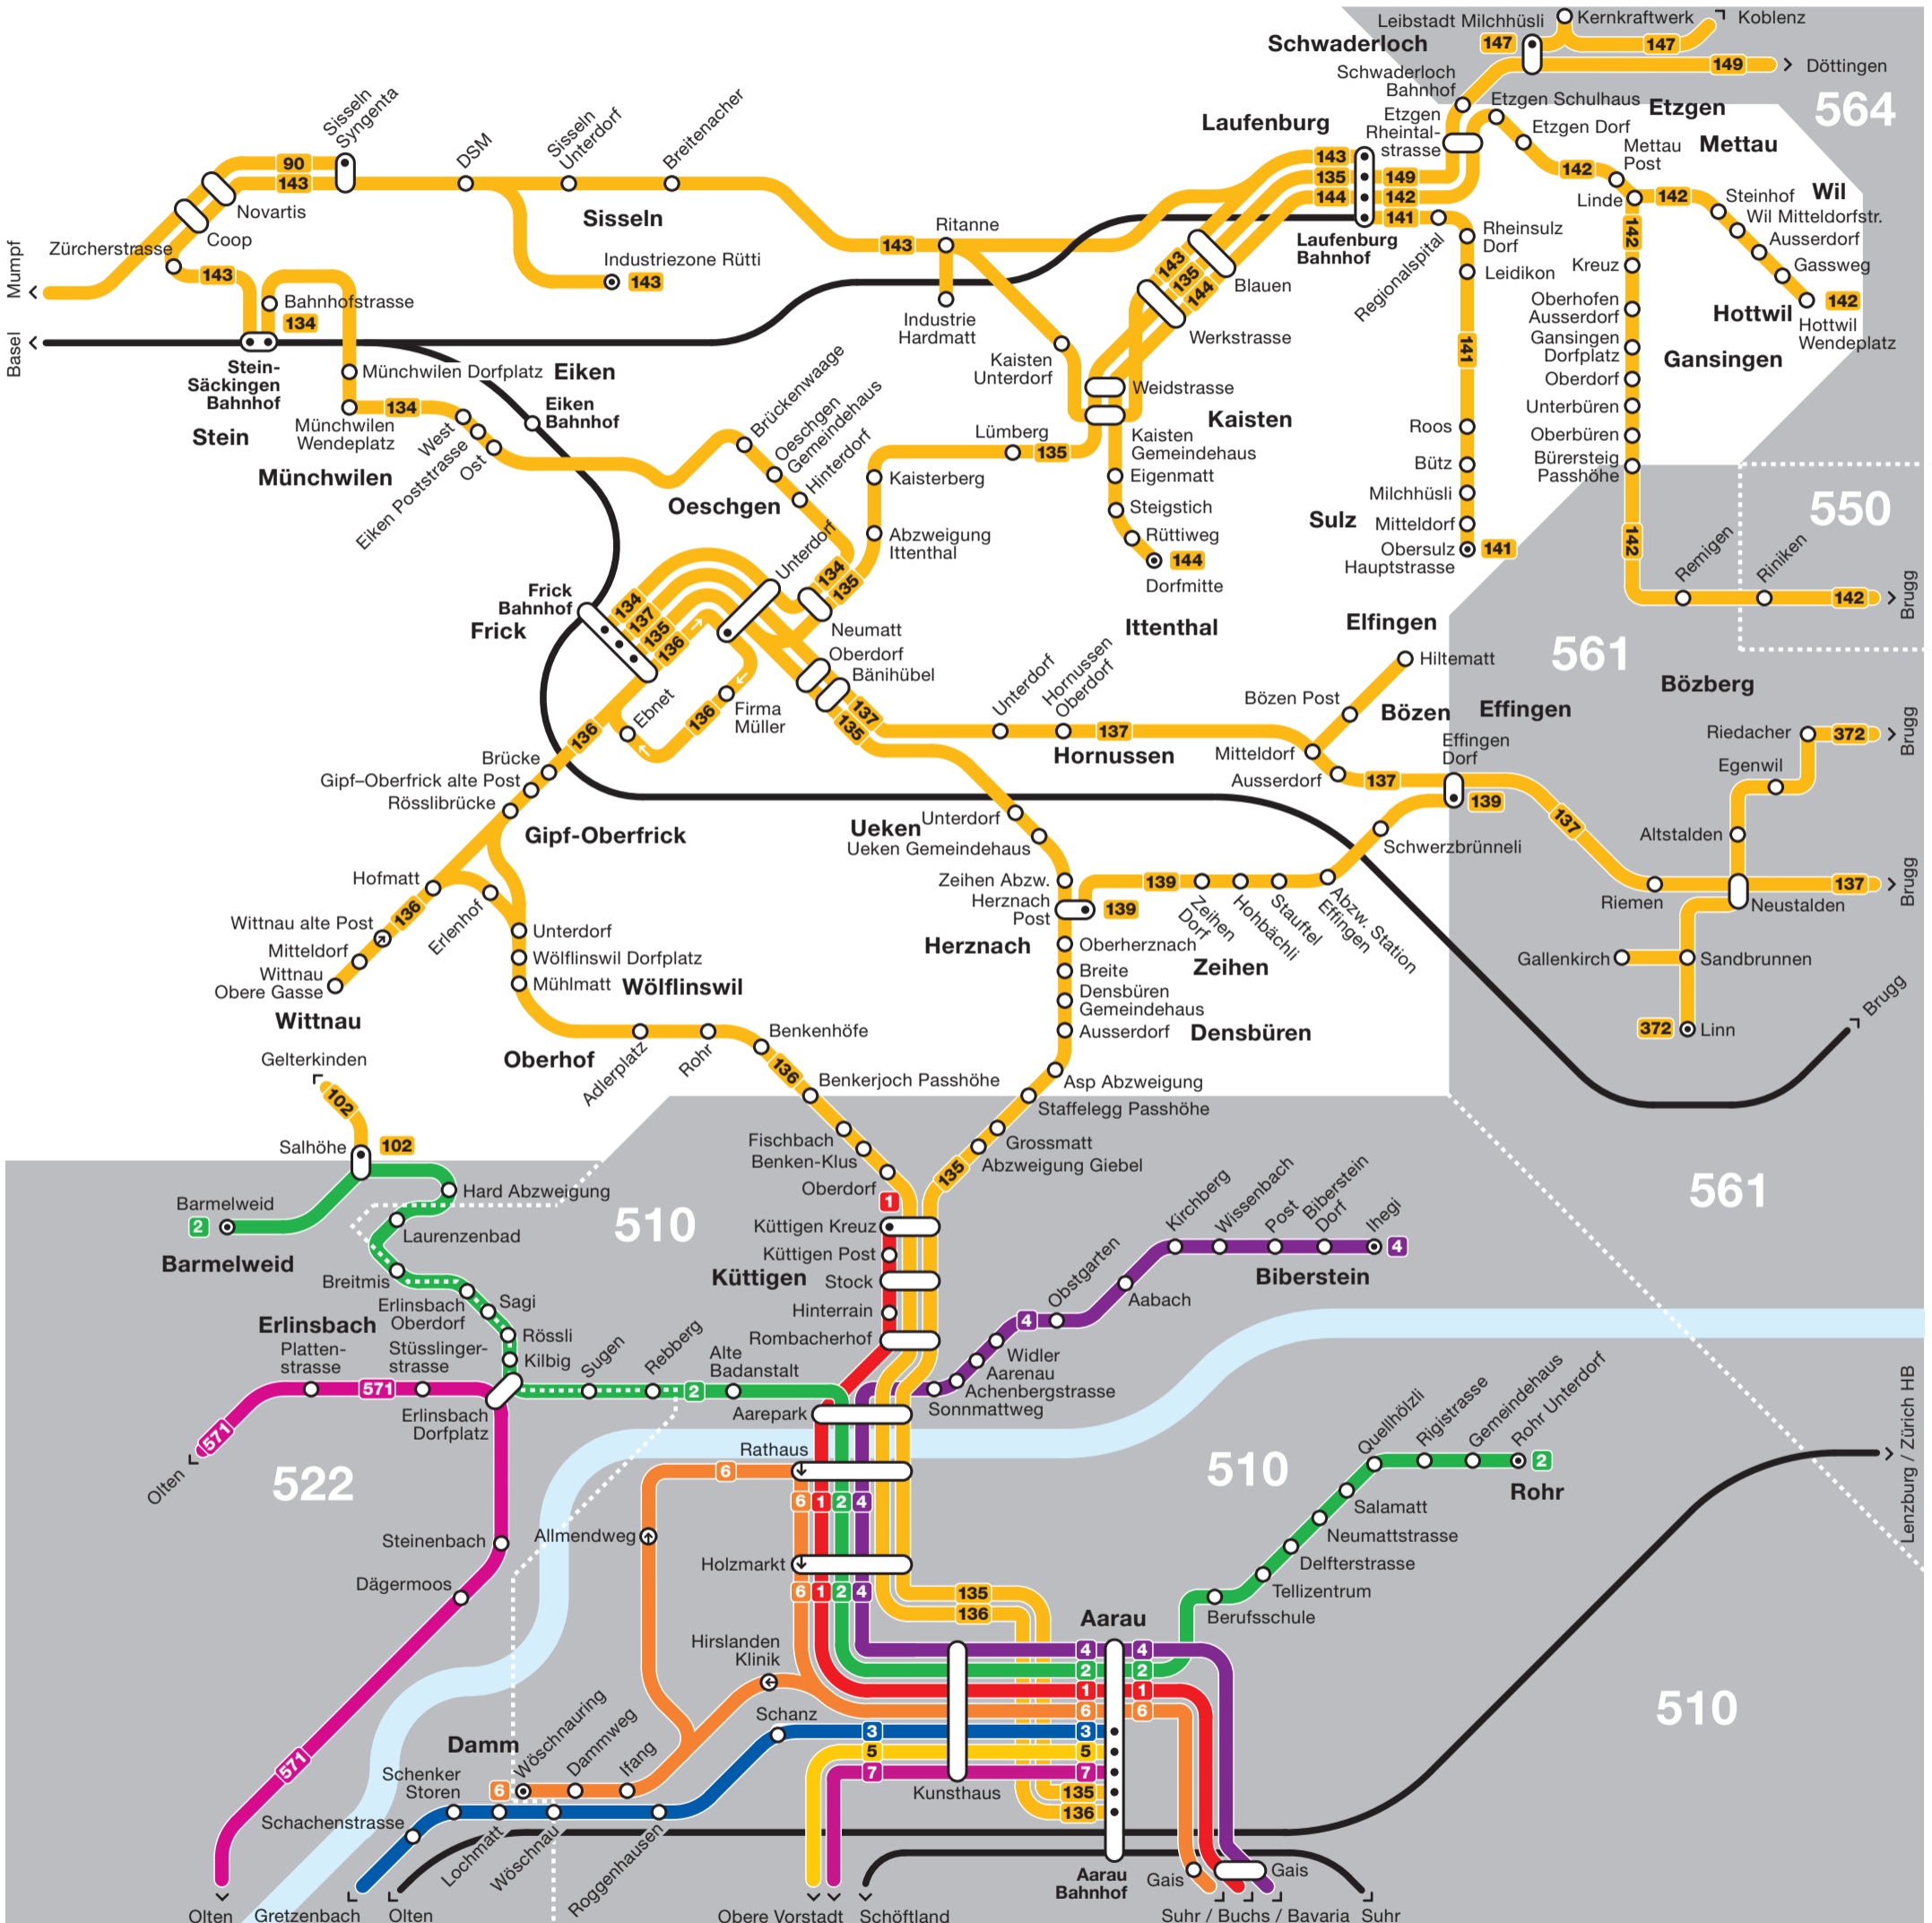 Leibstadt Milchhüsli
Kernkraftwerk
Koblenz
Schwaderloch
147
147
149
Döttingen
Schwaderloch
Bahnhof
564
Etzgen Schulhaus
Etzgen
Etzgen
Rheintal-
strasse
Etzgen Dorf
Mettau
Post
Mettau
Laufenburg
Sisseln
Syngenta
DSM
Sisseln
Unterdorf
Breitenacher
90
143
143
135
144
149
142
141
142
142
Linde
Steinhof
Wil
Wil Mitteldorfstr.
Ausserdorf
Gassweg
Hottwil
142
Hottwil
Wendeplatz
Novartis
Coop
Zürcherstrasse
143
Sisseln
Industriezone Rütti
143
143
Ritanne
Industrie
Hardmatt
Laufenburg
Bahnhof
Regionalspital
Rheinsulz
Dorf
Leidikon
142
Kreuz
Oberhofen
Ausserdorf
Gansingen
Dorfplatz
Gansingen
Oberdorf
Unterbüren
Oberbüren
Bürersteig
Passhöhe
Mumpf
Basel
Bahnhofstrasse
134
Stein-
Säckingen
Bahnhof
Stein
Münchwilen Dorfplatz
Eiken
Eiken
Bahnhof
134
Münchwilen
Wendeplatz
Münchwilen
West
Eiken Poststrasse
Ost
143
135
144
Blauen
Werkstrasse
Kaisten
Unterdorf
Weidstrasse
Kaisten
Kaisten
Gemeindehaus
Eigenmatt
Steigstich
Rüttiweg
144
Dorfmitte
141
Roos
Bütz
Milchhüsli
Sulz
Mitteldorf
Obersulz
Hauptstrasse
141
Brückenwaage
Oeschgen
Gemeindehaus
Hinterdorf
Oeschgen
Lümberg
135
Kaisterberg
Abzweigung
Ittenthal
Ittenthal
550
142
Remigen
Riniken
142
Brugg
561
Unterdorf
134
135
Neumatt
Frick
Bahnhof
Frick
134
137
135
136
Oberdorf
Bänihübel
137
135
Ebnet
136
Firma
Müller
136
Elfingen
Hiltematt
Bözen Post
Bözen
Unterdorf
Hornussen
Oberdorf
137
Hornussen
Mitteldorf
Ausserdorf
137
Effingen
Effingen
Dorf
139
137
Schwerzbrünneli
Bözberg
Riedacher
372
Brugg
Egenwil
Altstalden
137
Brugg
Riemen
Neustalden
Gallenkirch
Sandbrunnen
372
Linn
Brugg
Brücke
Gipf–Oberfrick alte Post
Rösslibrücke
Gipf-Oberfrick
Hofmatt
136
Wittnau alte Post
Mitteldorf
Wittnau
Obere Gasse
Wittnau
Erlenhof
Unterdorf
Wölflinswil Dorfplatz
Mühlmatt
Wölflinswil
Ueken
Unterdorf
Ueken Gemeindehaus
Zeihen Abzw.
Herznach
Post
139
139
Herznach
Zeihen
Dorf
Hohbächli
Stauftel
Abzw. Station
Effingen
Zeihen
Oberherznach
Breite
Densbüren
Gemeindehaus
Ausserdorf
Densbüren
Asp Abzweigung
Staffelegg Passhöhe
Grossmatt
Abzweigung Giebel
135
Oberhof
Adlerplatz
Rohr
Benkenhöfe
136
Benkerjoch Passhöhe
Fischbach
Benken-Klus
Oberdorf
Gelterkinden
102
Salhöhe
102
Barmelweid
2
Barmelweid
Hard Abzweigung
Laurenzenbad
Breitmis
Erlinsbach
Oberdorf
Sagi
Rössli
Kilbig
510
561
1
Küttigen Kreuz
Küttigen Post
Küttigen
Stock
Hinterrain
Rombacherhof
Kirchberg
Wissenbach
Post
Biberstein
Dorf
Ihegi
4
Biberstein
Obstgarten
Aabach
4
Widler
Aarenau
Achenbergstrasse
Sonnmattweg
Erlinsbach
Platten-
strasse
Stüsslinger-
strasse
571
571
Olten
Erlinsbach
Dorfplatz
Sugen
Rebberg
2
Alte
Badanstalt
Aarepark
Rathaus
522
6
6
1
2
4
Allmendweg
Holzmarkt
6
1
2
4
Steinenbach
Dägermoos
571
Olten
135
136
Aarau
510
Quellhölzli
Rigistrasse
Gemeindehaus
Rohr Unterdorf
2
Rohr
Salamatt
Neumattstrasse
Delfterstrasse
Tellizentrum
Berufsschule
Lenzburg / Zürich HB
510
Hirslanden
Klinik
4
2
1
6
3
5
7
135
136
4
2
1
6
Schanz
3
5
7
Kunsthaus
Damm
Wöschnauring
Dammweg
Ifang
6
Schenker
Storen
Schachenstrasse
Lochmatt
Wöschnau
Roggenhausen
Aarau
Bahnhof
Gais
Gais
Gretzenbach
Olten
Obere Vorstadt
Schöftland
Suhr / Buchs / Bavaria
Suhr